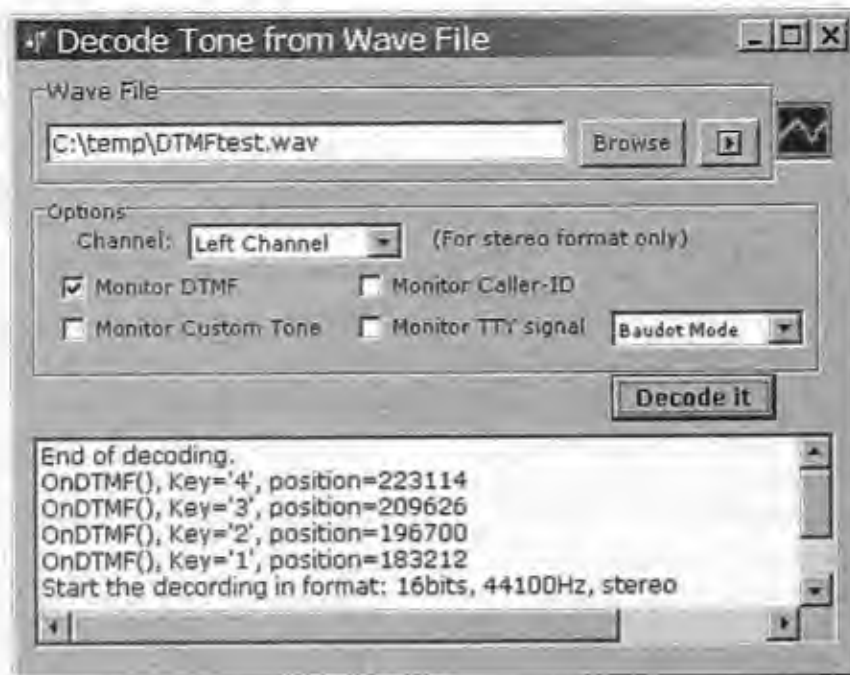 Decode Tone from Wave File
Wave File
C:\temp\DTMFtest.wav
Browse
Options
Channel: Left Channel (For stereo format only)
Monitor DTMF Monitor Caller-ID
Monitor Custom Tone Monitor TTY signal Baudot Mode
Decode it
End of decoding.
OnDTMF(), Key='4', position=223114
OnDTMF(), Key='3', position=209626
OnDTMF(), Key='2', position=196700
OnDTMF(), Key='1', position=183212
Start the decording in format: 16bits, 44100Hz, stereo